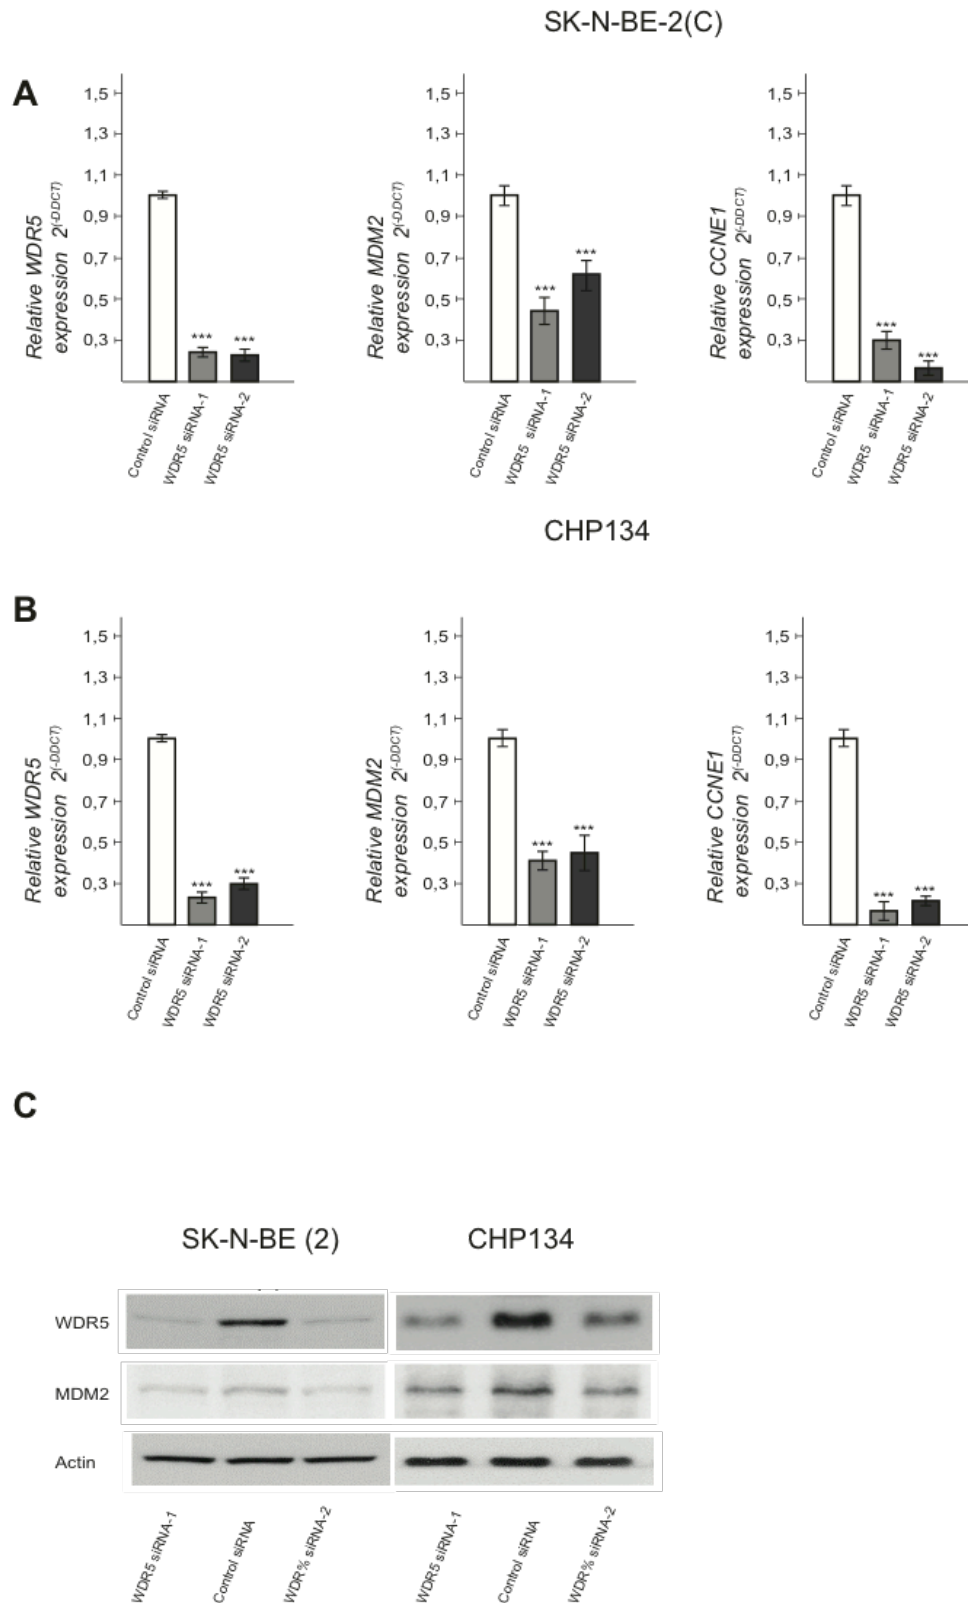 SK-N-BE-2(C)
A
1,5
1,3
1,1
0,9
0,7
0,5
0,3
Relative WDR5
expression 2(-DDCT)
***
***
Control siRNA
WDR5 siRNA-1
WDR5 siRNA-2
1,5
1,3
1,1
0,9
0,7
0,5
0,3
Relative MDM2
expression 2(-DDCT)
***
***
Control siRNA
WDR5 siRNA-1
WDR5 siRNA-2
1,5
1,3
1,1
0,9
0,7
0,5
0,3
Relative CCNE1
expression 2(-DDCT)
***
***
Control siRNA
WDR5 siRNA-1
WDR5 siRNA-2
CHP134
B
1,5
1,3
1,1
0,9
0,7
0,5
0,3
Relative WDR5
expression 2(-DDCT)
***
***
Control siRNA
WDR5 siRNA-1
WDR5 siRNA-2
1,5
1,3
1,1
0,9
0,7
0,5
0,3
Relative MDM2
expression 2(-DDCT)
***
***
Control siRNA
WDR5 siRNA-1
WDR5 siRNA-2
1,5
1,3
1,1
0,9
0,7
0,5
0,3
Relative CCNE1
expression 2(-DDCT)
***
***
Control siRNA
WDR5 siRNA-1
WDR5 siRNA-2
C
SK-N-BE (2)
CHP134
WDR5
MDM2
Actin
WDR5 siRNA-1
Control siRNA
WDR% siRNA-2
WDR5 siRNA-1
Control siRNA
WDR% siRNA-2